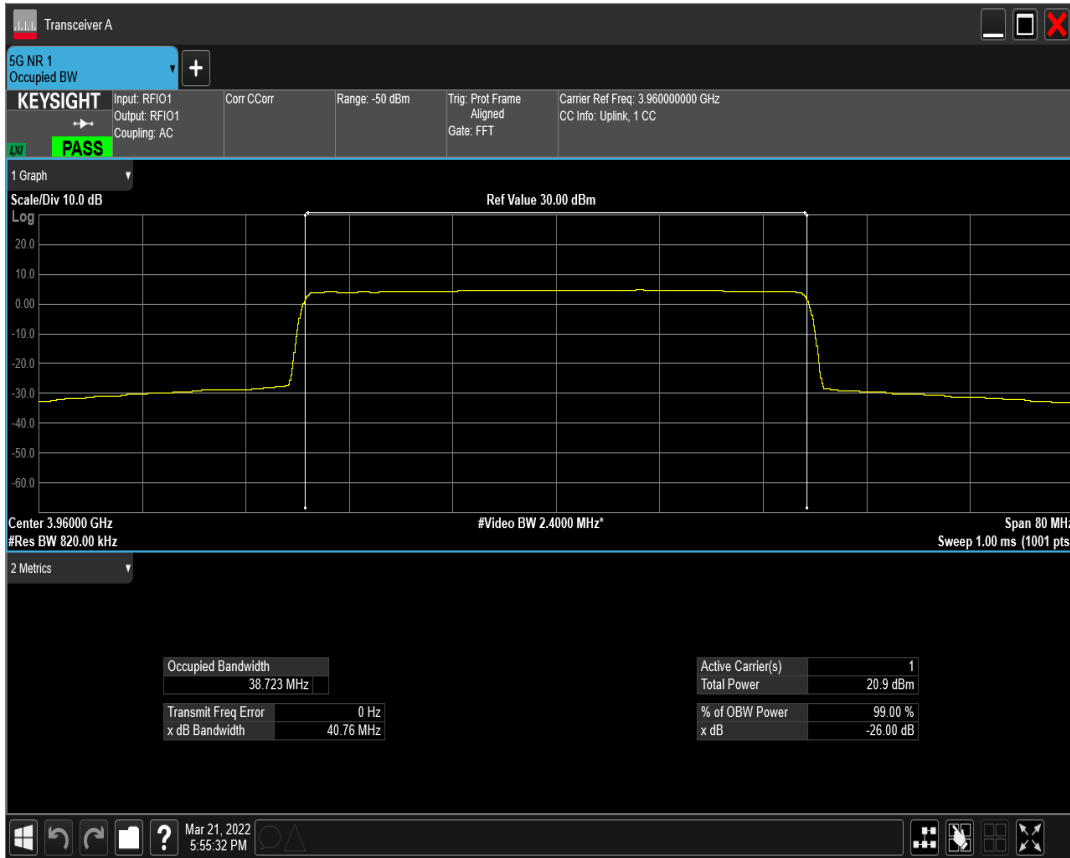 Transceiver A
5G NR 1
Occupied BW
+
KEYSIGHT
LXI
PASS
Input: RFIO1
Output: RFIO1
Coupling: AC
Corr CCorr
Range: -50 dBm
Trig: Prot Frame
Aligned
Gate: FFT
Carrier Ref Freq: 3.960000000 GHz
CC Info: Uplink, 1 CC
1 Graph
Scale/Div 10.0 dB
Ref Value 30.00 dBm
Log
20.0
10.0
0.00
-10.0
-20.0
-30.0
-40.0
-50.0
-60.0
Center 3.96000 GHz
#Video BW 2.4000 MHz*
Span 80 MHz
#Res BW 820.00 kHz
Sweep 1.00 ms (1001 pts
2 Metrics
Occupied Bandwidth
38.723 MHz
Transmit Freq Error 0 Hz
x dB Bandwidth 40.76 MHz
Active Carrier(s) 1
Total Power 20.9 dBm
% of OBW Power 99.00 %
x dB -26.00 dB
?
Mar 21, 2022
5:55:32 PM